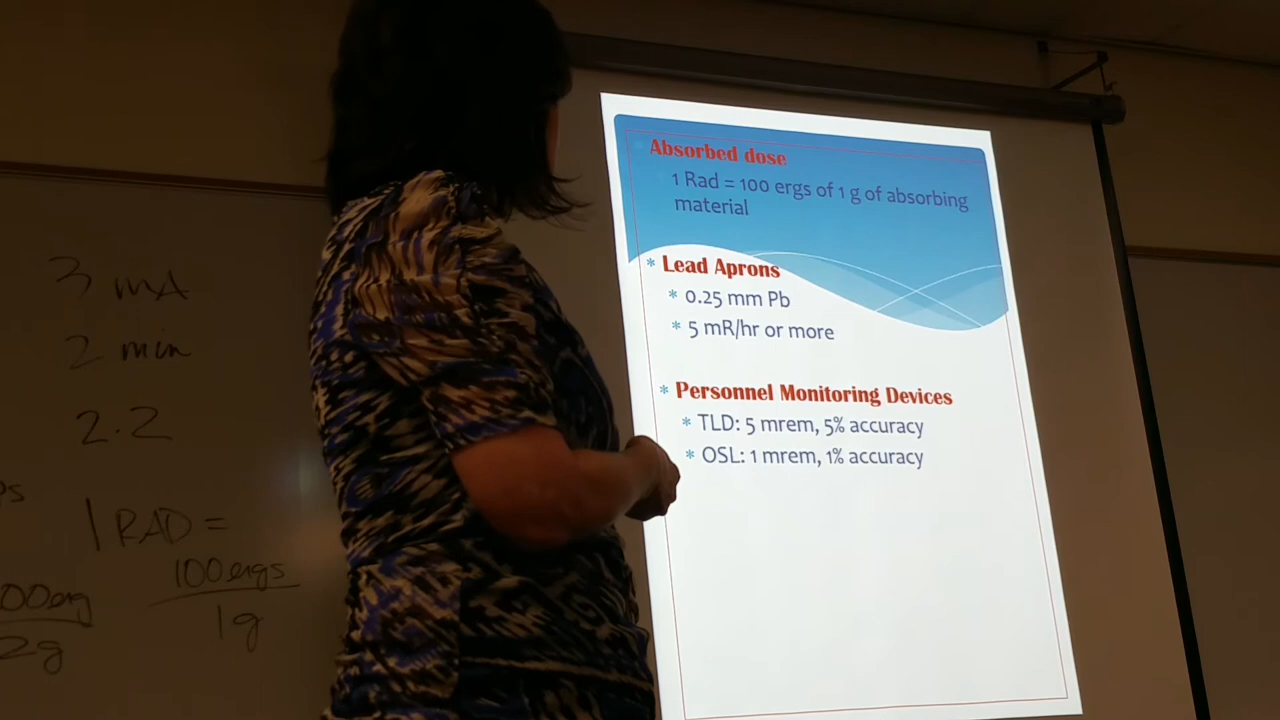 3 mA
2 min
2.2
1 RAD =
100 ergs
1g
2g
Absorbed dose
1 Rad = 100 ergs of 1 g of absorbing
material
* Lead Aprons
* 0.25 mm Pb
* 5 mR/hr or more
* Personnel Monitoring Devices
* TLD: 5 mrem, 5% accuracy
* OSL: 1 mrem, 1% accuracy